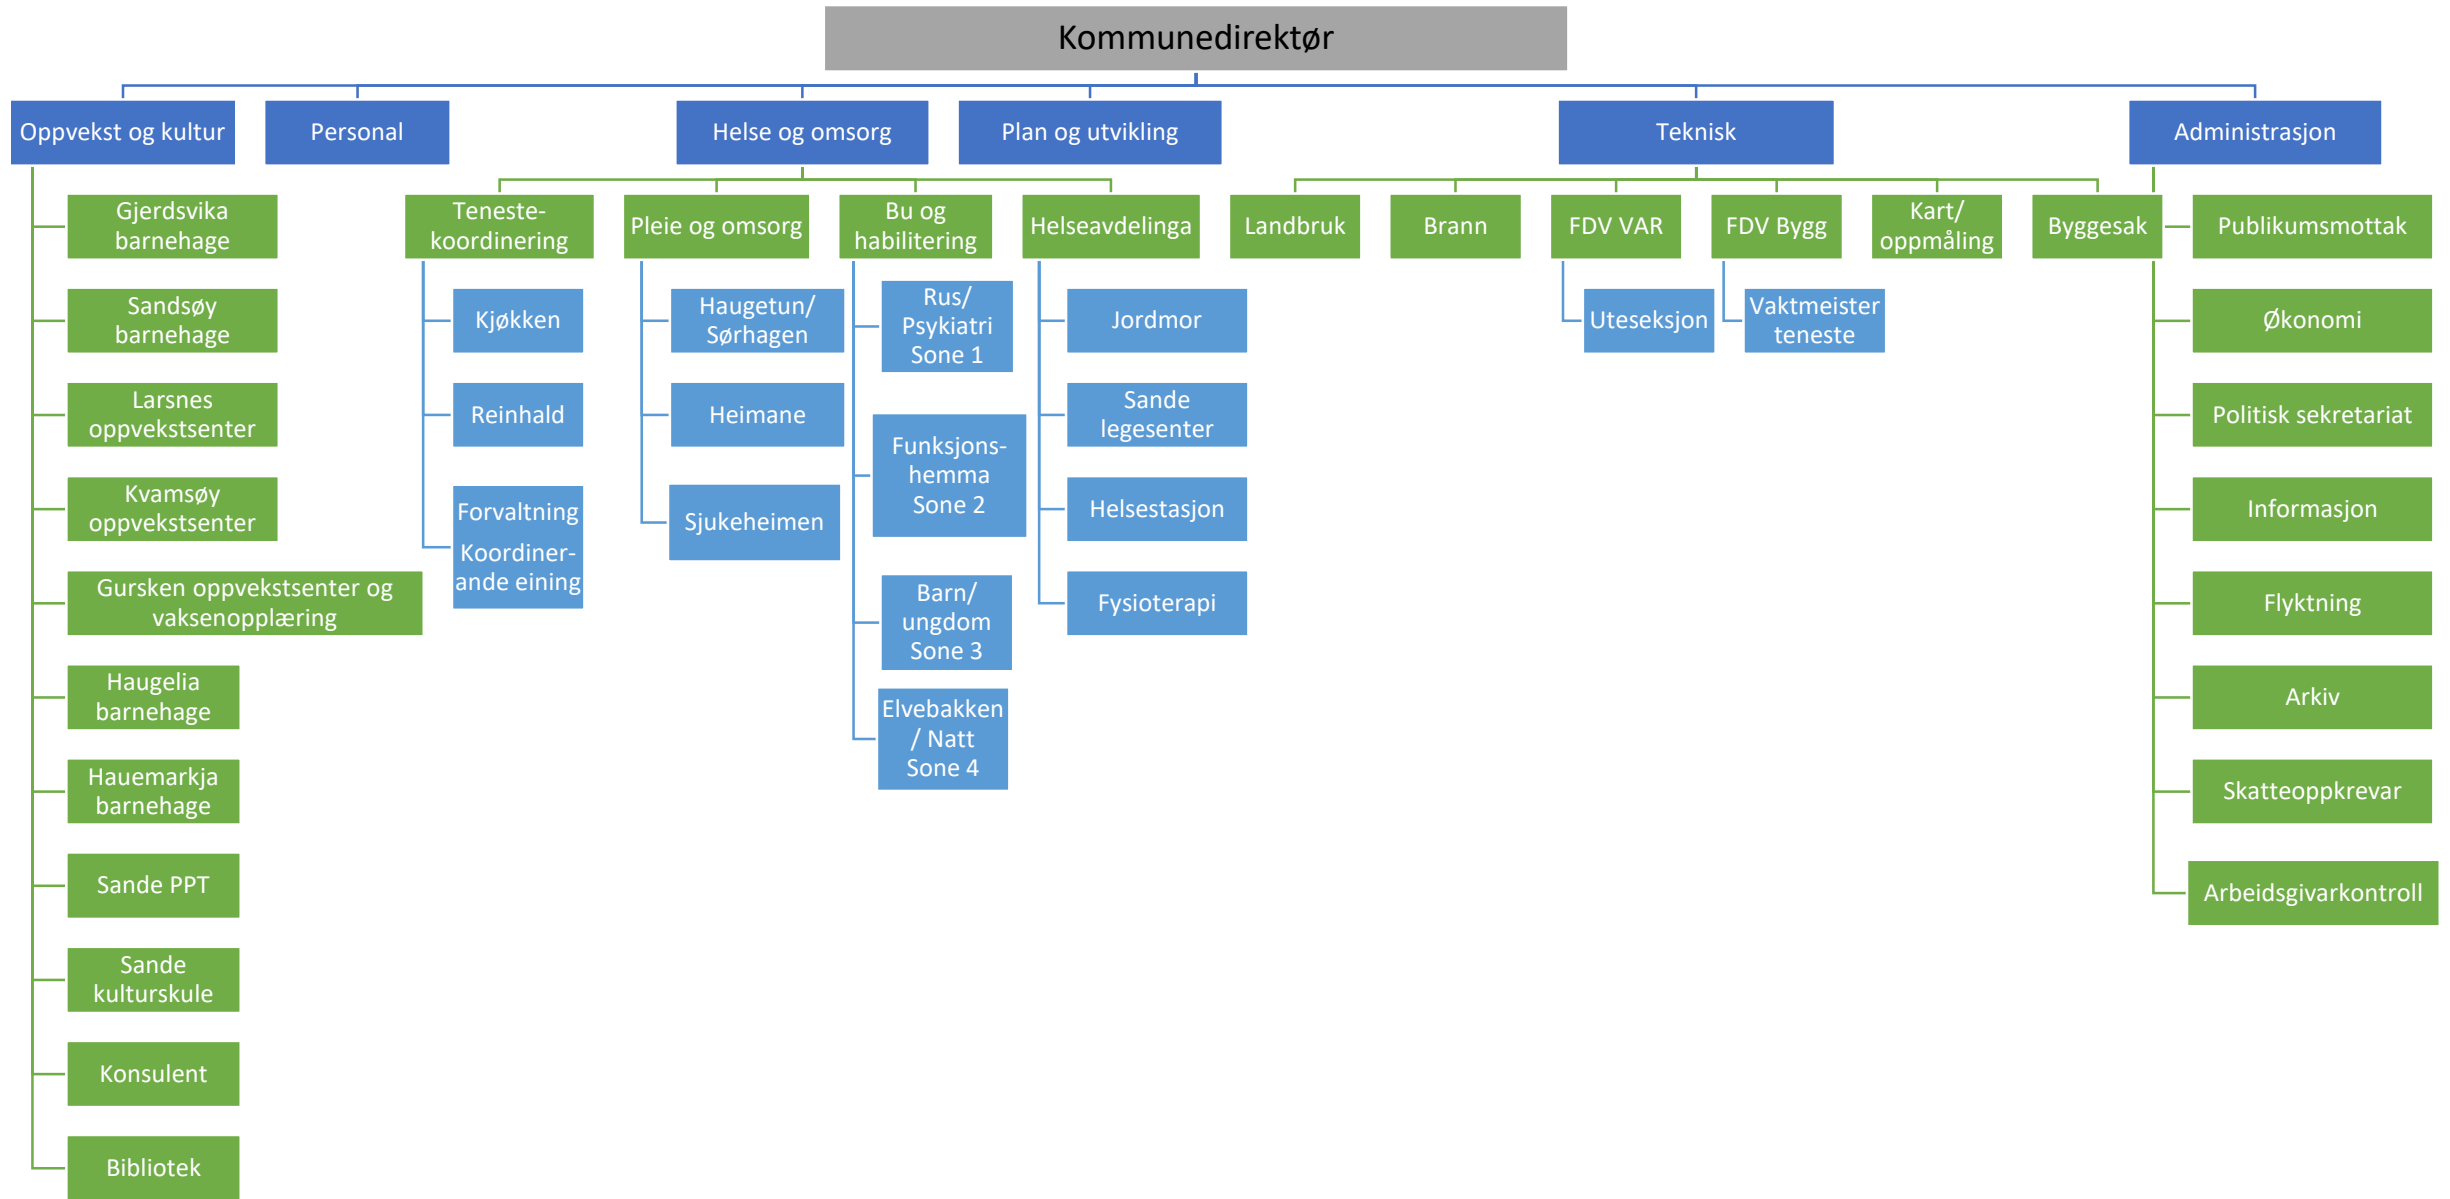 Kommunedirektør
Oppvekst og kultur
Personal
Helse og omsorg
Plan og utvikling
Teknisk
Administrasjon
Gjerdsvika
barnehage
Sandsøy
barnehage
Larsnes
oppvekstsenter
Kvamsøy
oppvekstsenter
Gursken oppvekstsenter og
vaksenopplæring
Haugelia
barnehage
Hauemarkja
barnehage
Sande PPT
Sande
kulturskule
Konsulent
Bibliotek
Teneste-
koordinering
Kjøkken
Reinhald
Forvaltning
Koordiner-
ande eining
Pleie og omsorg
Haugetun/
Sørhagen
Heimane
Sjukeheimen
Bu og
habilitering
Rus/
Psykiatri
Sone 1
Funksjons-
hemma
Sone 2
Barn/
ungdom
Sone 3
Elvebakken
/ Natt
Sone 4
Helseavdelinga
Jordmor
Sande
legesenter
Helsestasjon
Fysioterapi
Landbruk
Brann
FDV VAR
Uteseksjon
FDV Bygg
Vaktmeister
teneste
Kart/
oppmåling
Byggesak
Publikumsmottak
Økonomi
Politisk sekretariat
Informasjon
Flyktning
Arkiv
Skatteoppkrevar
Arbeidsgivarkontroll